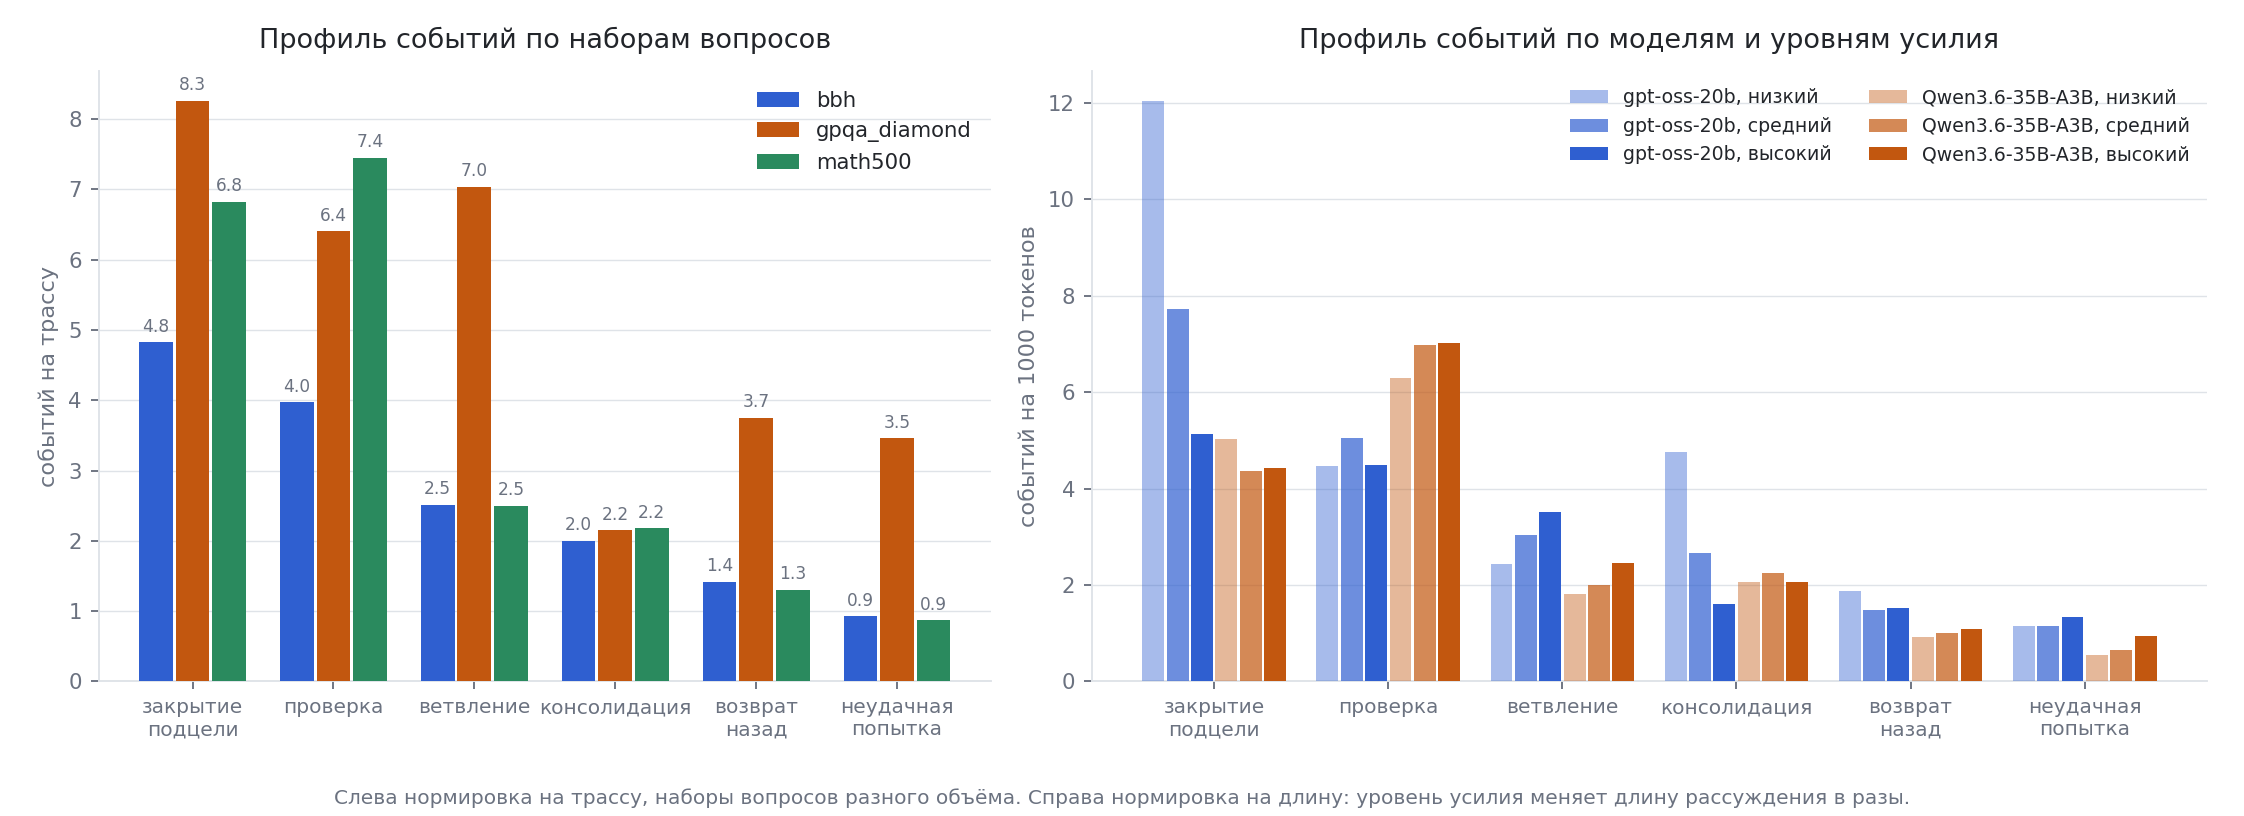 Профиль событий по наборам вопросов
событий на трассу
8
7
6
5
4
3
2
1
0
bbh
gpqa_diamond
math500
4.8
8.3
6.8
4.0
6.4
7.4
2.5
7.0
2.5
2.0
2.2
2.2
1.4
3.7
1.3
0.9
3.5
0.9
закрытие
подцели
проверка
ветвление
консолидация
возврат
назад
неудачная
попытка
Профиль событий по моделям и уровням усилия
событий на 1000 токенов
12
10
8
6
4
2
0
gpt-oss-20b, низкий
gpt-oss-20b, средний
gpt-oss-20b, высокий
Qwen3.6-35B-A3B, низкий
Qwen3.6-35B-A3B, средний
Qwen3.6-35B-A3B, высокий
закрытие
подцели
проверка
ветвление
консолидация
возврат
назад
неудачная
попытка
Слева нормировка на трассу, наборы вопросов разного объёма. Справа нормировка на длину: уровень усилия меняет длину рассуждения в разы.